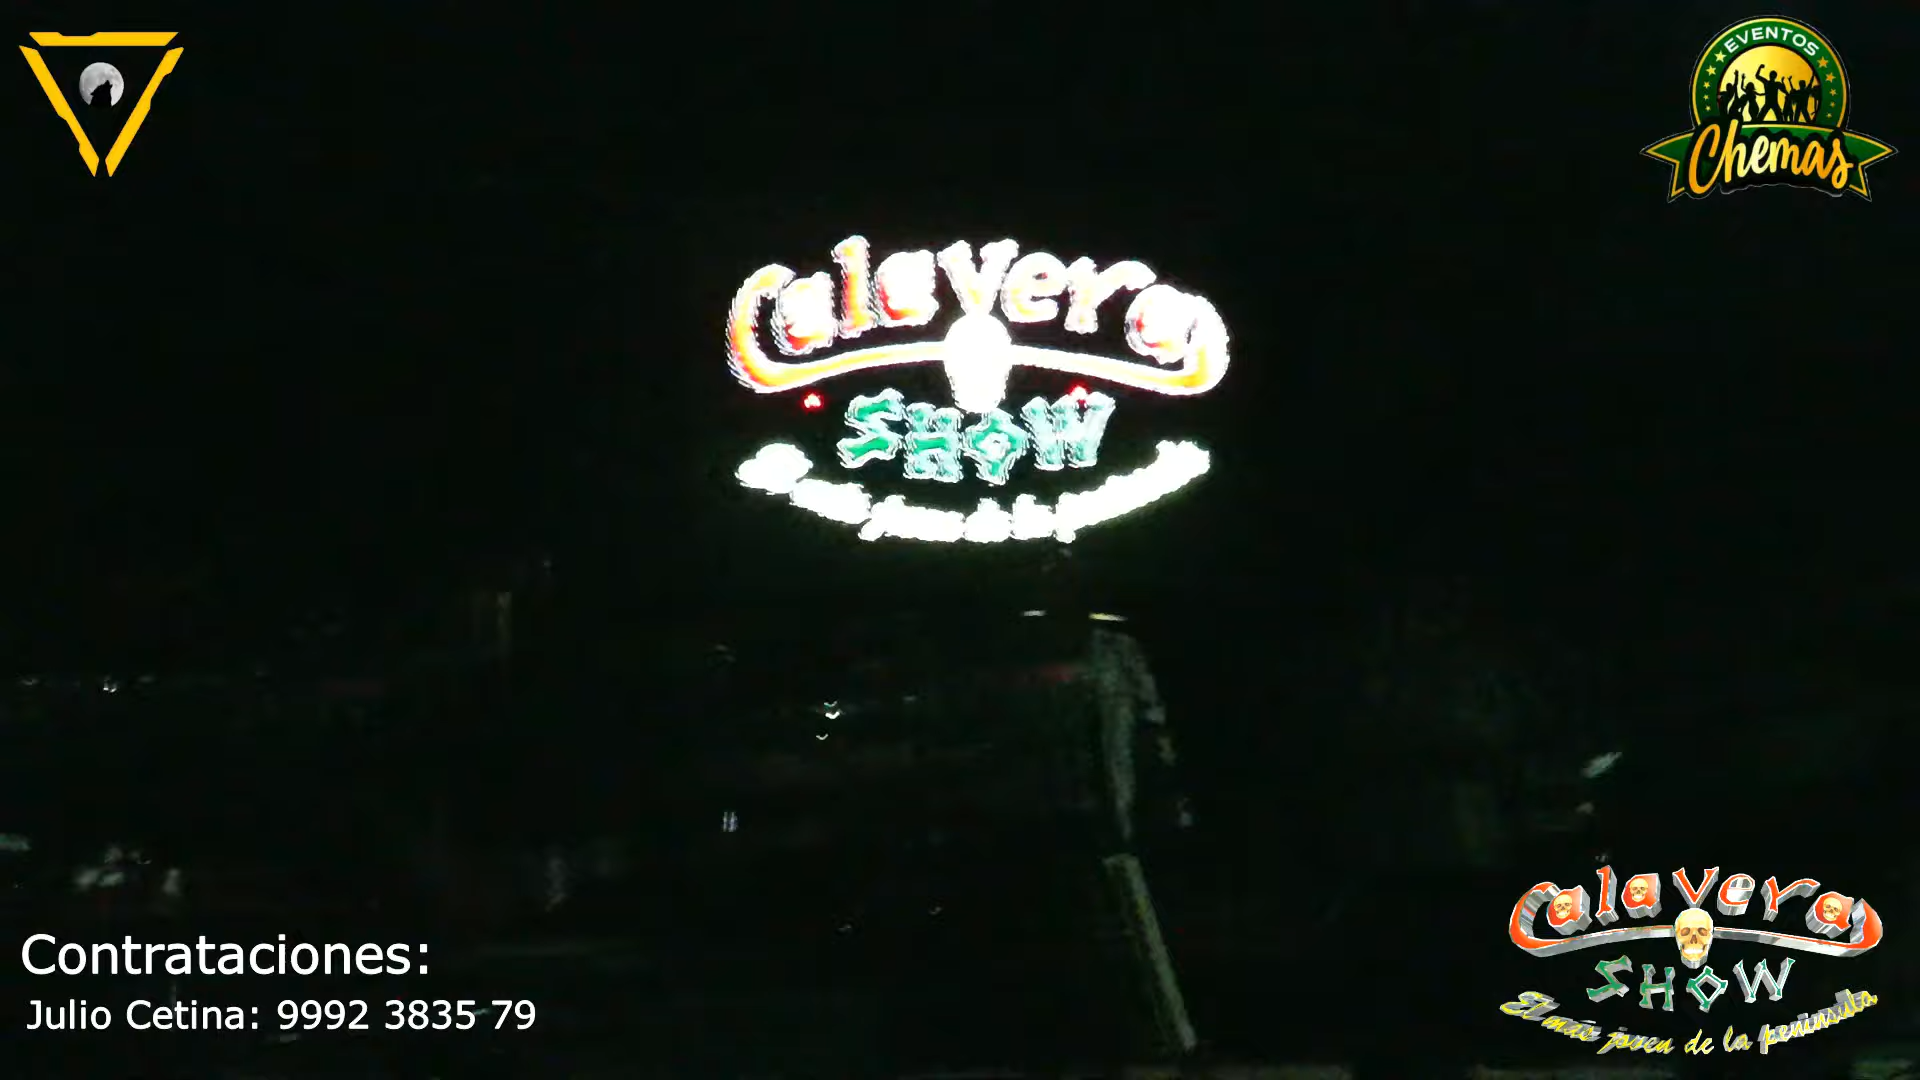 EVENTOS
Chemas
Calavera
SHOW
Contrataciones:
Julio Cetina: 9992 3835 79
Calavera
SHOW
El más joven de la península